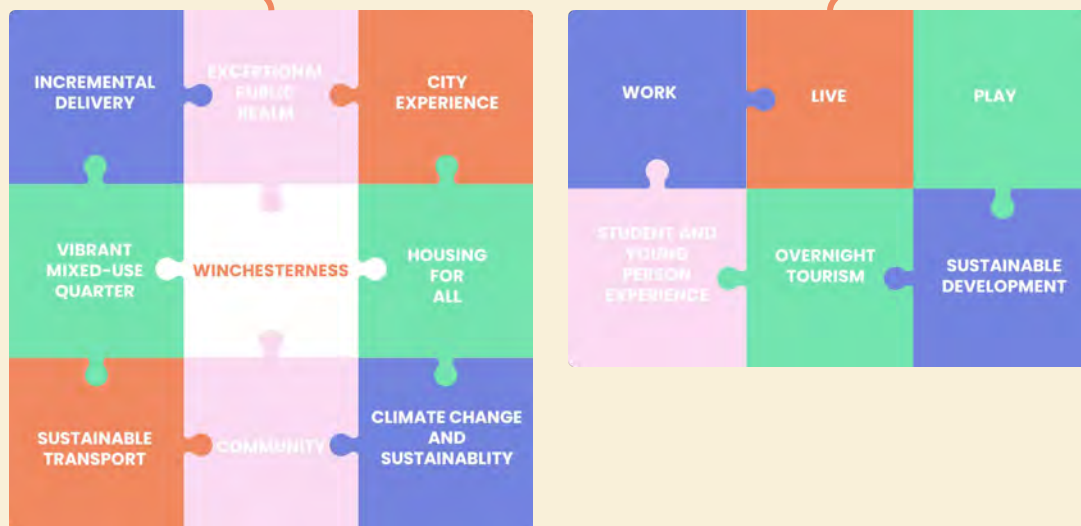 INCREMENTAL
DELIVERY
EXCEPTIONAL
PUBLIC
REALM
CITY
EXPERIENCE
VIBRANT
MIXED-USE
QUARTER
WINCHESTERNESS
HOUSING
FOR
ALL
SUSTAINABLE
TRANSPORT
COMMUNITY
CLIMATE CHANGE
AND
SUSTAINABLITY
WORK
LIVE
PLAY
STUDENT AND
YOUNG
PERSON
EXPERIENCE
OVERNIGHT
TOURISM
SUSTAINABLE
DEVELOPMENT